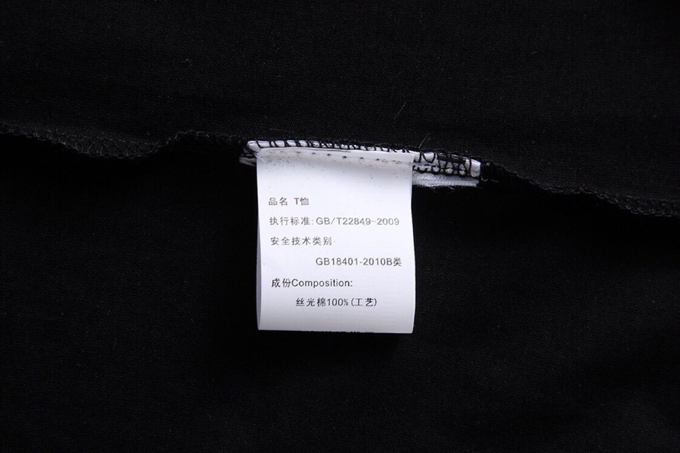 品名 T恤
执行标准:GB/T22849-2009
安全技术类别
GB18401-2010B类
成份Composition:
丝光棉100%(工艺)